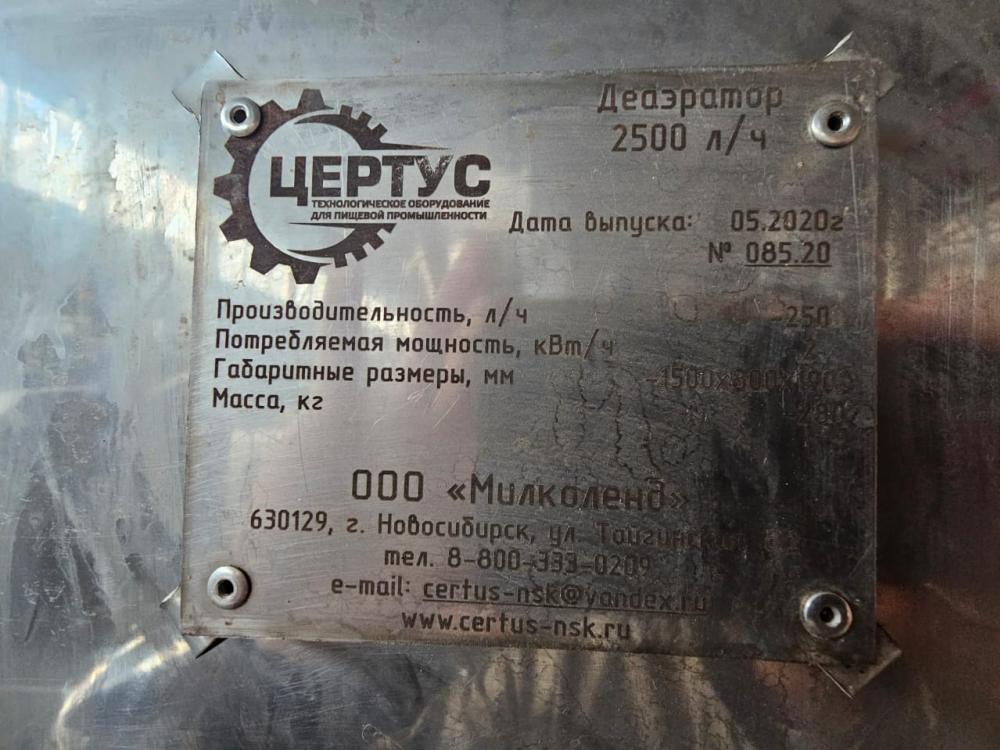 Деаэратор
2500 л/ч
ЦЕРТУС
ТЕХНОЛОГИЧЕСКОЕ ОБОРУДОВАНИЕ
ДЛЯ ПИЩЕВОЙ ПРОМЫШЛЕННОСТИ
Дата выпуска: 05.2020г
№ 085.20
Производительность, л/ч
Потребляемая мощность, кВт/ч 2
Габаритные размеры, мм
Масса, кг
ООО «Милколенд»
630129, г. Новосибирск, ул.
тел. 8-800-333-0209
e-mail: certus-nsk@yandex.ru
www.certus-nsk.ru